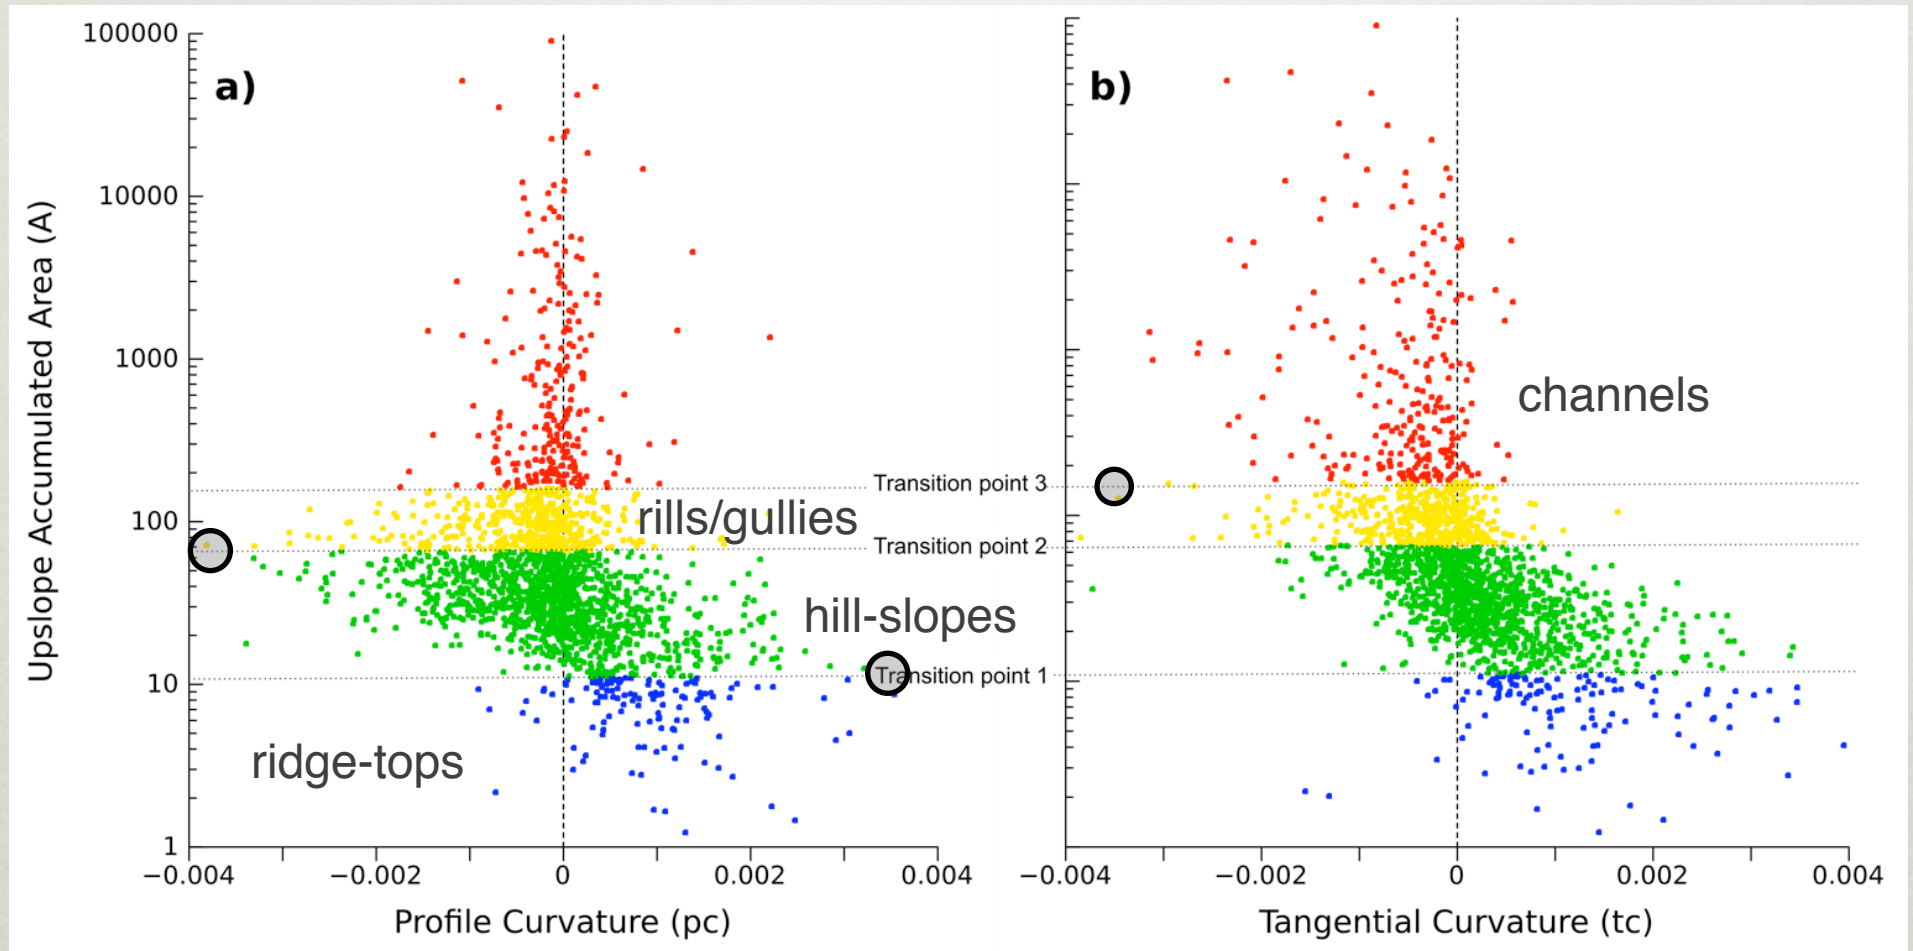 100000
10000
1000
100
10
1
Upslope Accumulated Area (A)
a)
rills/gullies
hill-slopes
ridge-tops
−0.004
−0.002
0
0.002
0.004
Profile Curvature (pc)
Transition point 3
Transition point 2
Transition point 1
b)
channels
−0.004
−0.002
0
0.002
0.004
Tangential Curvature (tc)